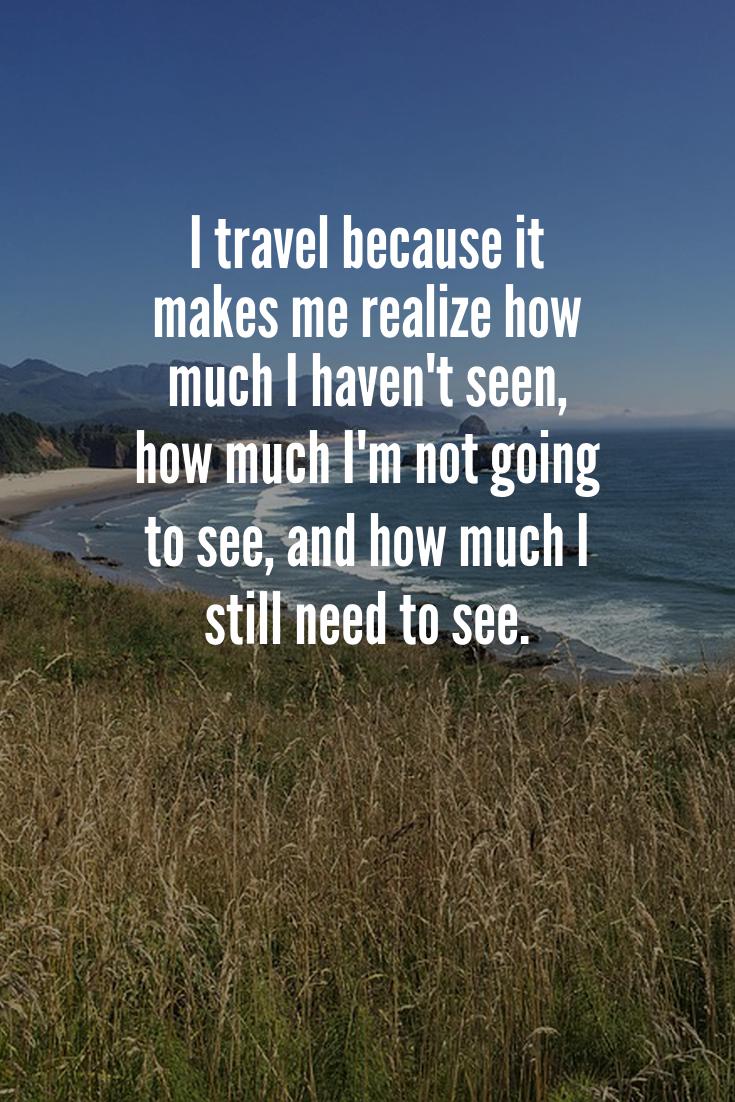 I travel because it
makes me realize how
much I haven't seen,
how much I'm not going
to see, and how much I
still need to see.